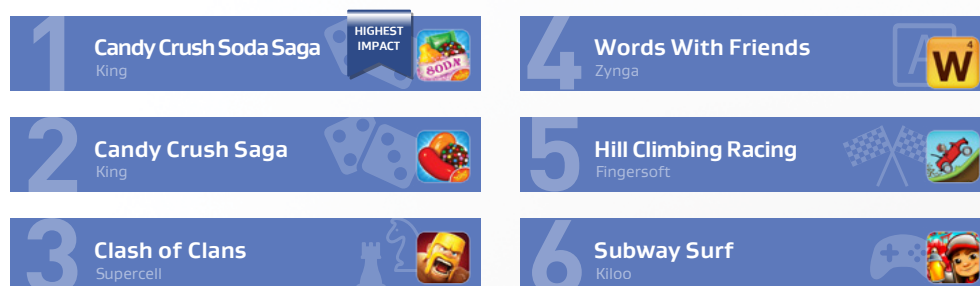 1
Candy Crush Soda Saga
King
HIGHEST
IMPACT
SODA
2
Candy Crush Saga
King
3
Clash of Clans
Supercell
4
Words With Friends
Zynga
A
W
4
5
Hill Climbing Racing
Fingersoft
6
Subway Surf
Kiloo